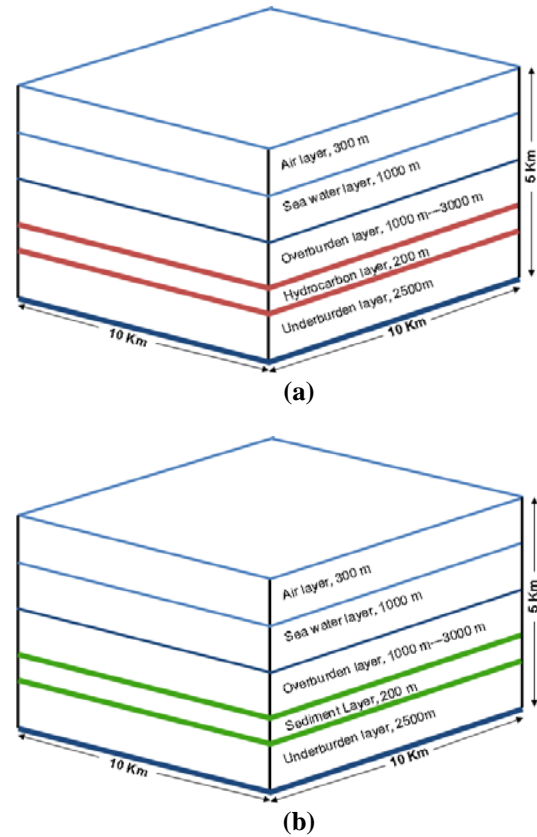 Air layer, 300 m
Sea water layer, 1000 m
Overburden layer, 1000 m---3000 m
Hydrocarbon layer, 200 m
Underburden layer, 2500m
5 Km
10 Km
10 Km
(a)
Air layer, 300 m
Sea water layer, 1000 m
Overburden layer, 1000 m---3000 m
Sediment Layer, 200 m
Underburden layer, 2500m
5 Km
10 Km
10 Km
(b)